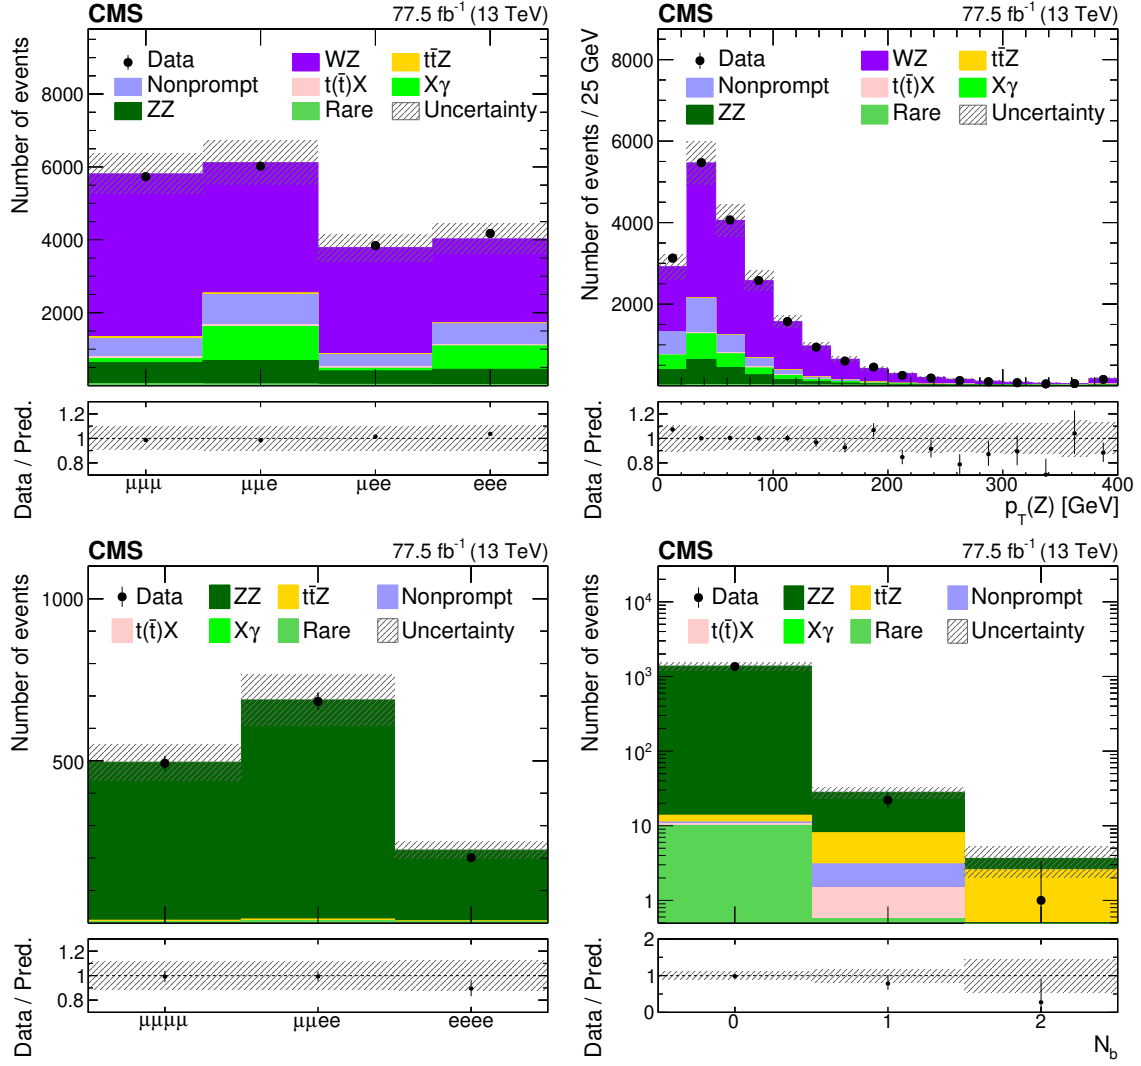 CMS 77.5 fb⁻¹ (13 TeV)
Number of events
Data WZ tt̄Z
Nonprompt t(t̄)X Xγ
ZZ Rare Uncertainty
8000
6000
4000
2000
Data / Pred.
1.2
1
0.8
μμμ μμe μee eee
CMS 77.5 fb⁻¹ (13 TeV)
Number of events / 25 GeV
Data WZ tt̄Z
Nonprompt t(t̄)X Xγ
ZZ Rare Uncertainty
8000
6000
4000
2000
Data / Pred.
1.2
1
0.8
0 100 200 300 400
p_T(Z) [GeV]
CMS 77.5 fb⁻¹ (13 TeV)
Number of events
Data ZZ tt̄Z Nonprompt
t(t̄)X Xγ Rare Uncertainty
1000
500
Data / Pred.
1.2
1
0.8
μμμμ μμee eeee
CMS 77.5 fb⁻¹ (13 TeV)
Number of events
Data ZZ tt̄Z Nonprompt
t(t̄)X Xγ Rare Uncertainty
10⁴
10³
10²
10
1
Data / Pred.
2
1
0
0 1 2
N_b